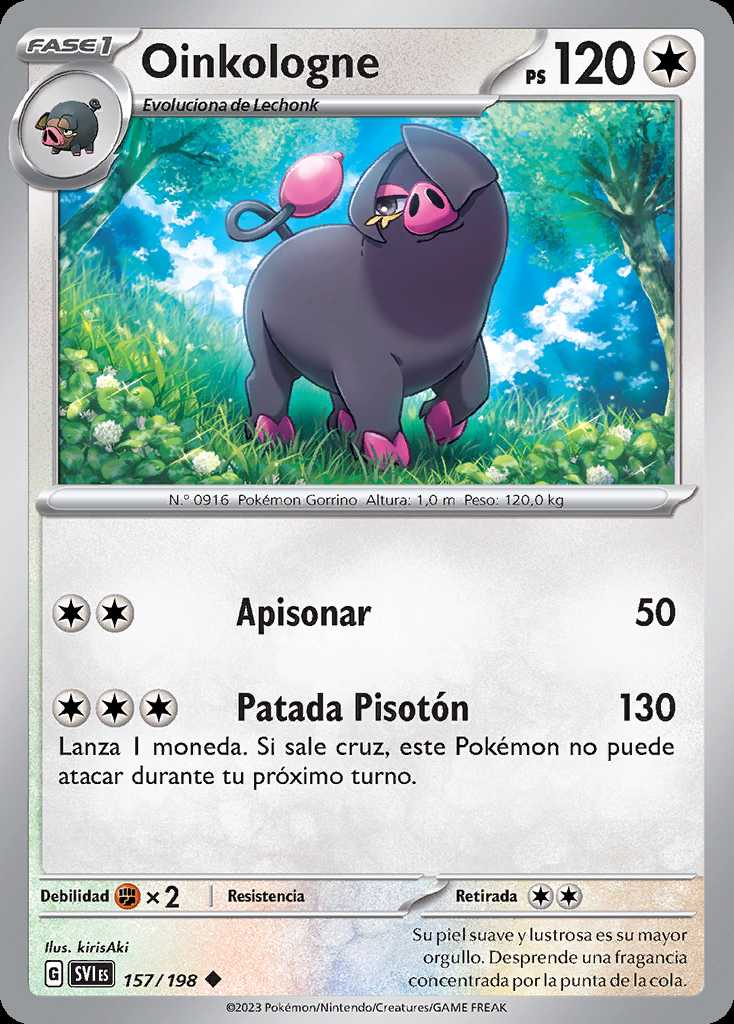 FASE 1
Oinkologne
PS 120
Evoluciona de Lechonk
N.º 0916 Pokémon Gorrino Altura: 1,0 m Peso: 120,0 kg
Apisonar 50
Patada Pisotón 130
Lanza 1 moneda. Si sale cruz, este Pokémon no puede
atacar durante tu próximo turno.
Debilidad × 2 Resistencia Retirada
Ilus. kirisAki
G SVI ES 157/198
Su piel suave y lustrosa es su mayor
orgullo. Desprende una fragancia
concentrada por la punta de la cola.
©2023 Pokémon/Nintendo/Creatures/GAME FREAK